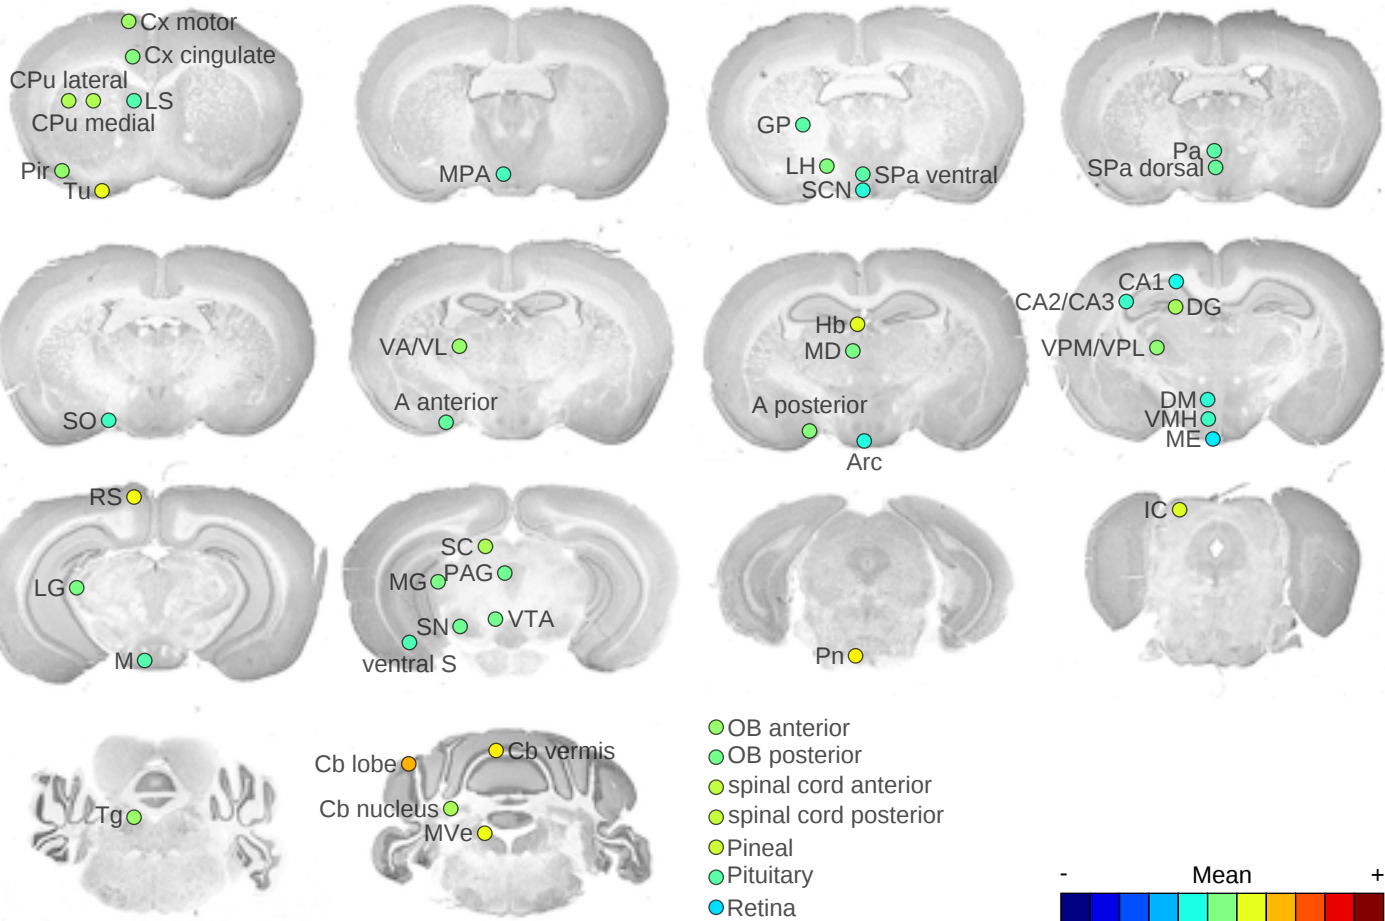 Cx motor
Cx cingulate
CPu lateral
LS
CPu medial
Pir
Tu
MPA
GP
LH
SPa ventral
SCN
Pa
SPa dorsal
SO
VA/VL
A anterior
Hb
MD
A posterior
Arc
CA1
CA2/CA3
DG
VPM/VPL
DM
VMH
ME
RS
LG
M
SC
MG
PAG
SN
VTA
ventral S
Pn
IC
Tg
Cb lobe
Cb vermis
Cb nucleus
MVe
OB anterior
OB posterior
spinal cord anterior
spinal cord posterior
Pineal
Pituitary
Retina
- Mean +